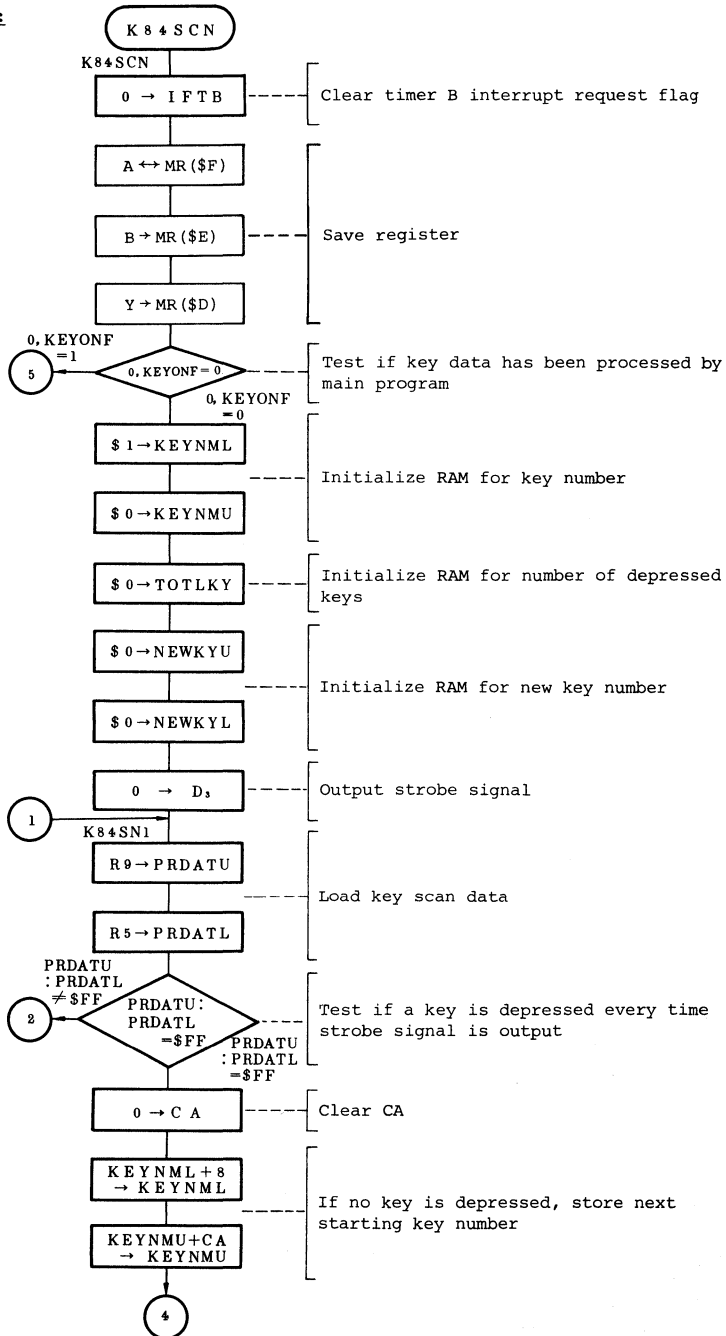 K84SCN
K84SCN
0 → IFTB
Clear timer B interrupt request flag
A ↔ MR($F)
B → MR($E)
Save register
Y → MR($D)
0, KEYONF
=1
5
0, KEYONF = 0
Test if key data has been processed by
main program
0, KEYONF
=0
$1 → KEYNML
Initialize RAM for key number
$0 → KEYNMU
$0 → TOTLKY
Initialize RAM for number of depressed
keys
$0 → NEWKYU
Initialize RAM for new key number
$0 → NEWKYL
0 → D₃
Output strobe signal
1
K84SN1
R9 → PRDATU
Load key scan data
R5 → PRDATL
PRDATU
: PRDATL
≠ $FF
2
PRDATU:
PRDATL
=$FF
Test if a key is depressed every time
strobe signal is output
PRDATU
: PRDATL
=$FF
0 → CA
Clear CA
KEYNML+8
→ KEYNML
If no key is depressed, store next
starting key number
KEYNMU+CA
→ KEYNMU
4